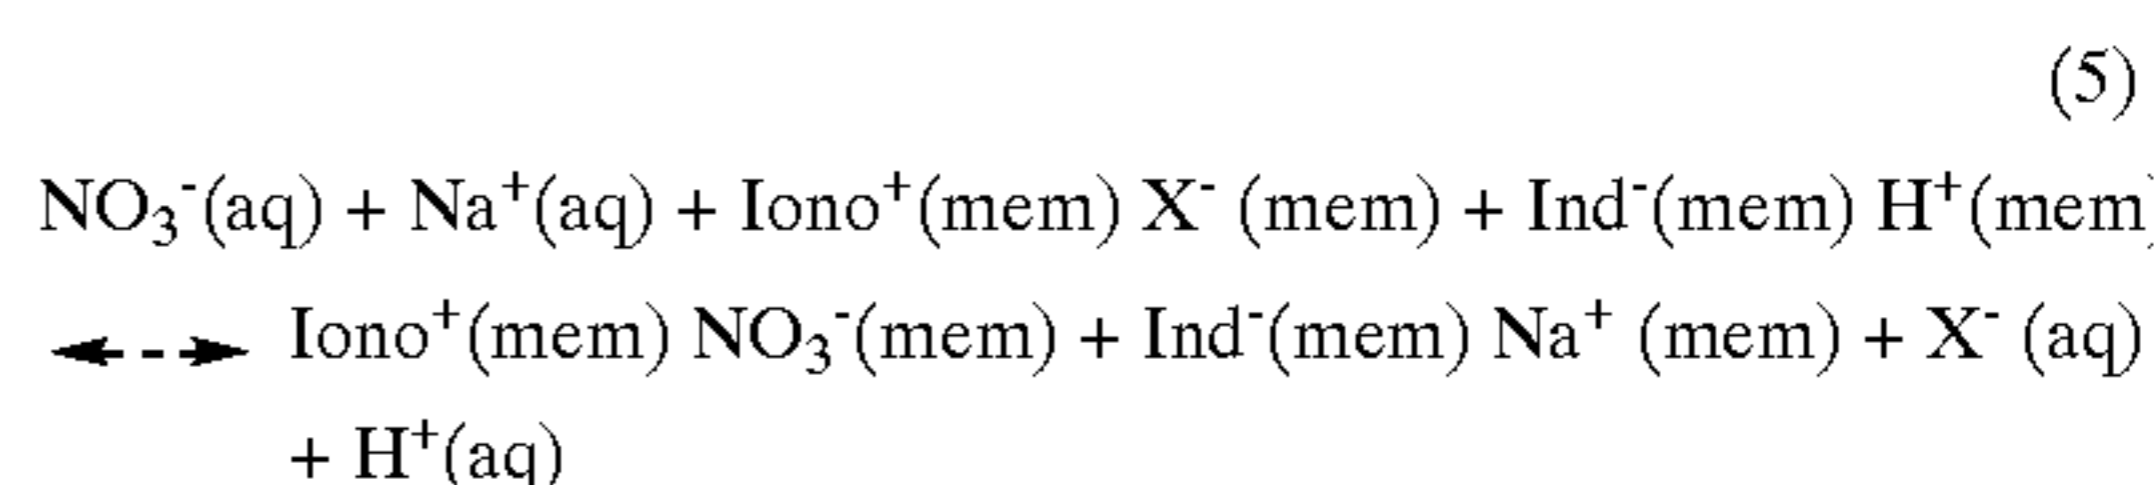 (5)
NO₃⁻(aq) + Na⁺(aq) + Iono⁺(mem) X⁻ (mem) + Ind⁻(mem) H⁺(mem)
◄--► Iono⁺(mem) NO₃⁻(mem) + Ind⁻(mem) Na⁺ (mem) + X⁻ (aq)
+ H⁺(aq)